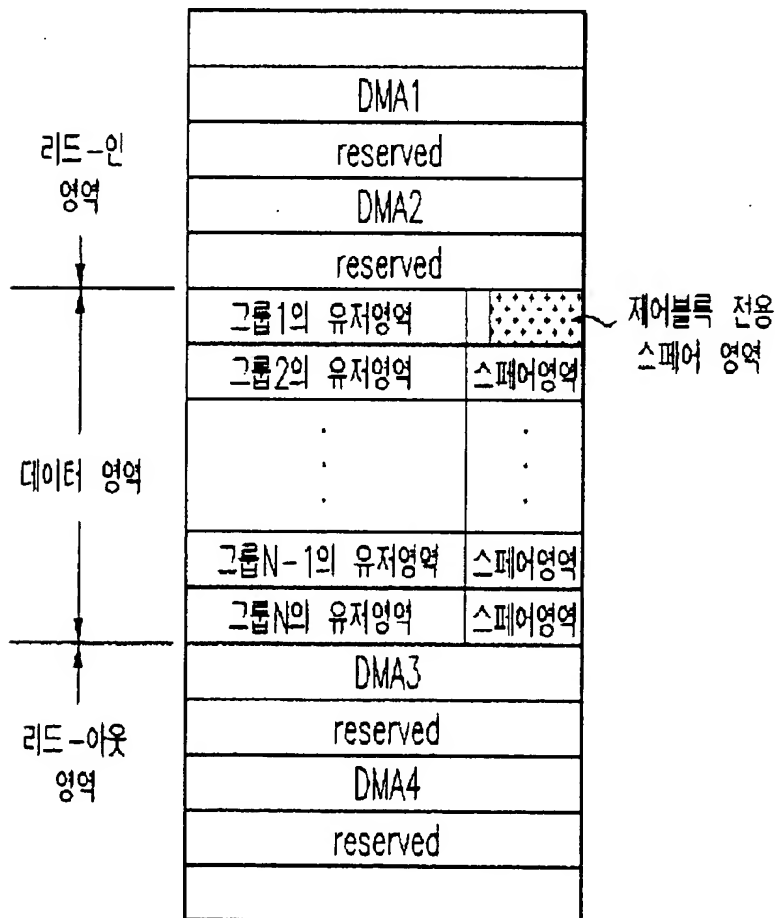 DMA1
reserved
DMA2
reserved
리드-인
영역
그룹1의 유저영역
제어블록 전용
스페어 영역
그룹2의 유저영역 스페어영역
데이터 영역
그룹N-1의 유저영역 스페어영역
그룹N의 유저영역 스페어영역
DMA3
reserved
DMA4
reserved
리드-아웃
영역